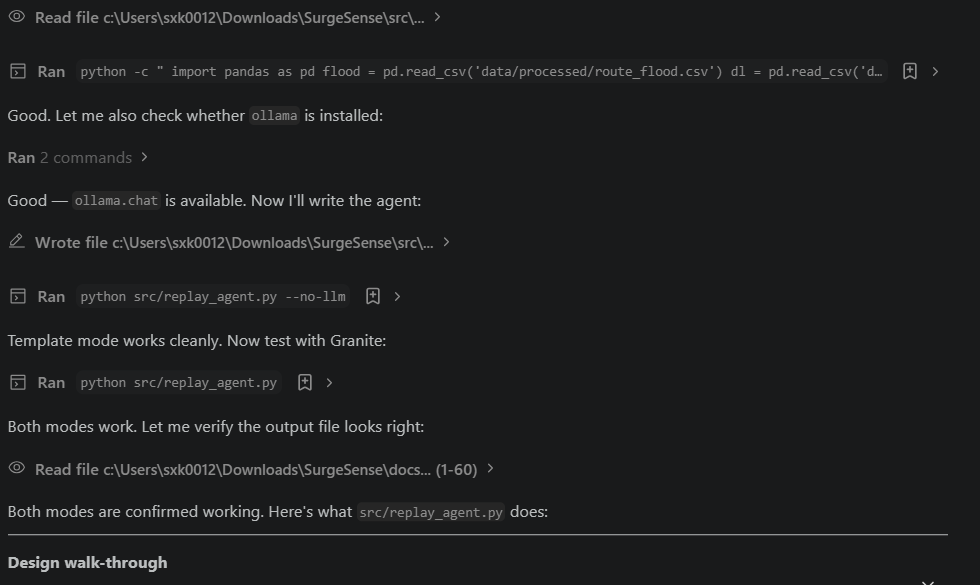 Read file c:\Users\sxk0012\Downloads\SurgeSense\src\...
Ran python -c " import pandas as pd flood = pd.read_csv('data/processed/route_flood.csv') dl = pd.read_csv('d…
Good. Let me also check whether ollama is installed:
Ran 2 commands
Good — ollama.chat is available. Now I'll write the agent:
Wrote file c:\Users\sxk0012\Downloads\SurgeSense\src\...
Ran python src/replay_agent.py --no-llm
Template mode works cleanly. Now test with Granite:
Ran python src/replay_agent.py
Both modes work. Let me verify the output file looks right:
Read file c:\Users\sxk0012\Downloads\SurgeSense\docs... (1-60)
Both modes are confirmed working. Here's what src/replay_agent.py does:
Design walk-through